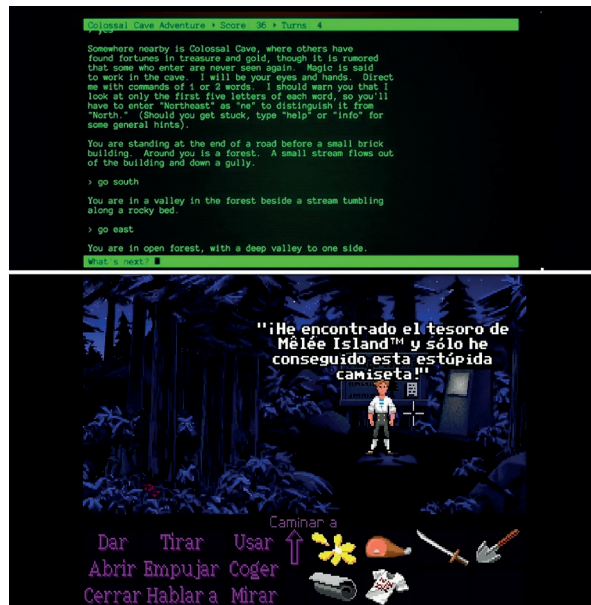 Colossal Cave Adventure › Score: 36 › Turns: 4
› yes
Somewhere nearby is Colossal Cave, where others have
found fortunes in treasure and gold, though it is rumored
that some who enter are never seen again.  Magic is said
to work in the cave.  I will be your eyes and hands.  Direct
me with commands of 1 or 2 words.  I should warn you that I
look at only the first five letters of each word, so you'll
have to enter "Northeast" as "ne" to distinguish it from
"North."  (Should you get stuck, type "help" or "info" for
some general hints).
You are standing at the end of a road before a small brick
building.  Around you is a forest.  A small stream flows out
of the building and down a gully.
› go south
You are in a valley in the forest beside a stream tumbling
along a rocky bed.
› go east
You are in open forest, with a deep valley to one side.
What's next?
"¡He encontrado el tesoro de
Mêlée Island™ y sólo he
conseguido esta estúpida
camiseta!"
Caminar a
Dar Tirar Usar
Abrir Empujar Coger
Cerrar Hablar a Mirar